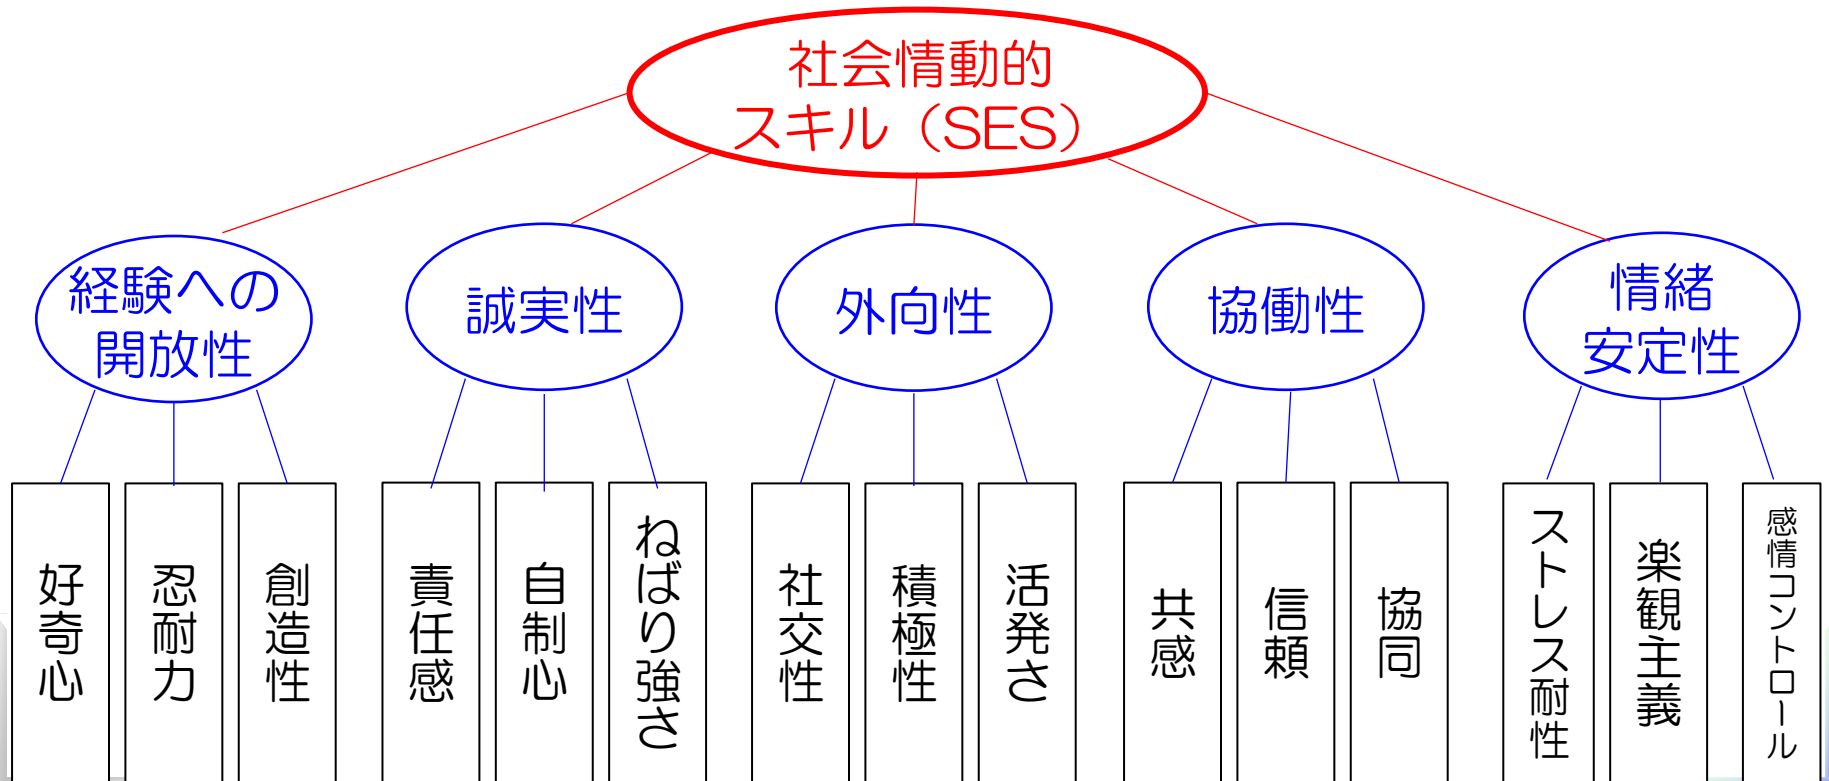 社会情動的
スキル（SES）
経験への
開放性
誠実性
外向性
協働性
情緒
安定性
好奇心
忍耐力
創造性
責任感
自制心
ねばり強さ
社交性
積極性
活発さ
共感
信頼
協同
ストレス耐性
楽観主義
感情コントロール